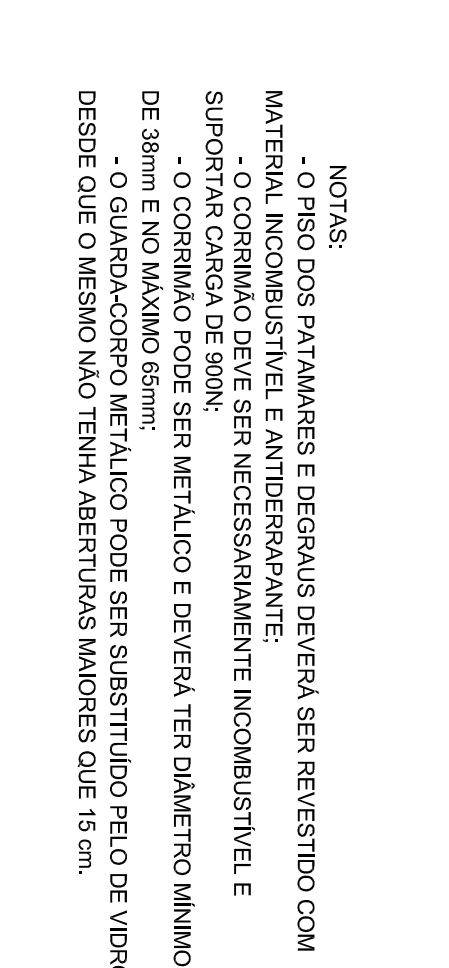 NOTAS:
- O PISO DOS PATAMARES E DEGRAUS DEVERÁ SER REVESTIDO COM
MATERIAL INCOMBUSTÍVEL E ANTIDERRAPANTE;
- O CORRIMÃO DEVE SER NECESSARIAMENTE INCOMBUSTÍVEL E
SUPORTAR CARGA DE 900N;
- O CORRIMÃO PODE SER METÁLICO E DEVERÁ TER DIÂMETRO MÍNIMO
DE 38mm E NO MÁXIMO 65mm;
- O GUARDA-CORPO METÁLICO PODE SER SUBSTITUÍDO PELO DE VIDRO
DESDE QUE O MESMO NÃO TENHA ABERTURAS MAIORES QUE 15 cm.